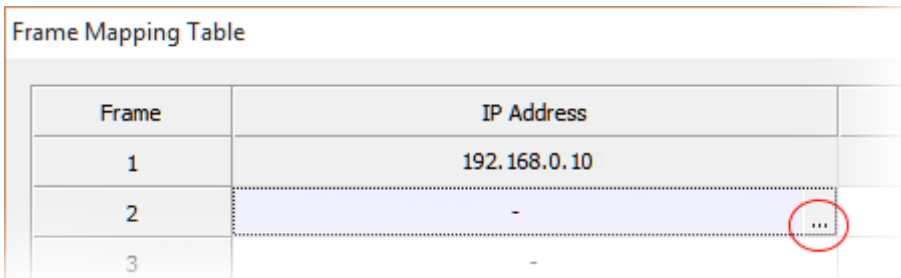 Frame Mapping Table
Frame IP Address
1 192.168.0.10
2 - ...
3 -